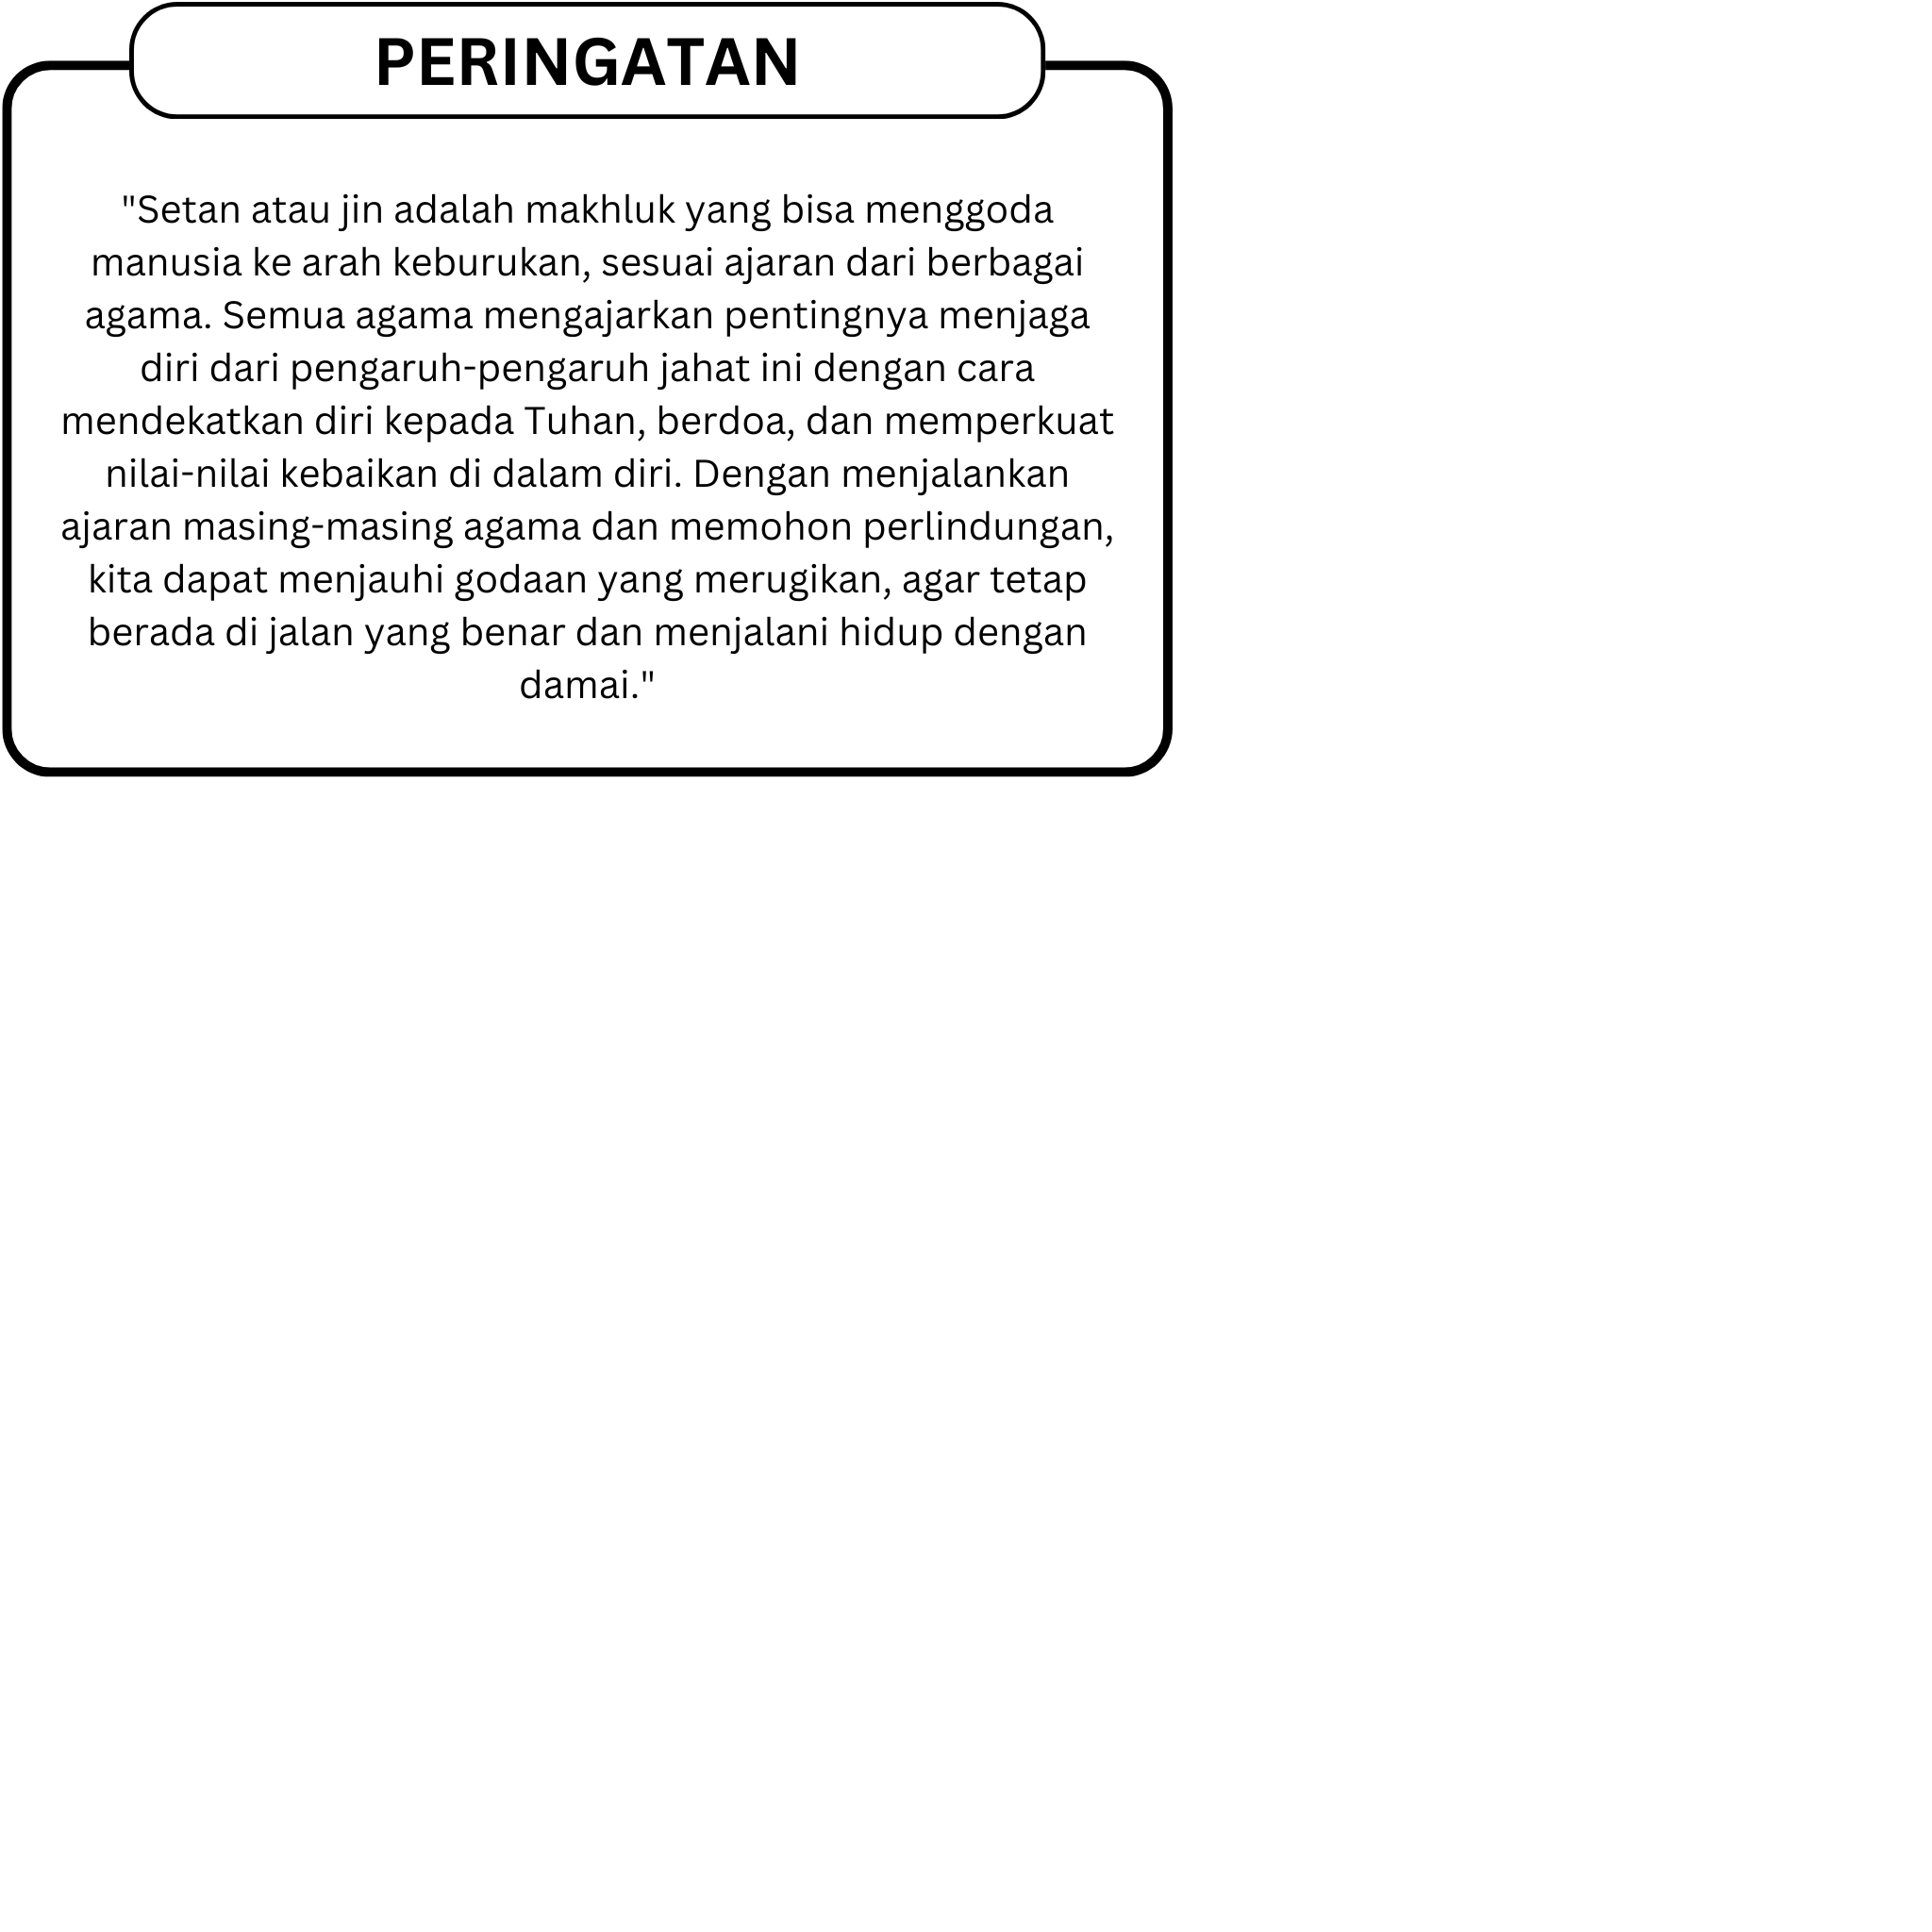 PERINGATAN
"Setan atau jin adalah makhluk yang bisa menggoda
manusia ke arah keburukan, sesuai ajaran dari berbagai
agama. Semua agama mengajarkan pentingnya menjaga
diri dari pengaruh-pengaruh jahat ini dengan cara
mendekatkan diri kepada Tuhan, berdoa, dan memperkuat
nilai-nilai kebaikan di dalam diri. Dengan menjalankan
ajaran masing-masing agama dan memohon perlindungan,
kita dapat menjauhi godaan yang merugikan, agar tetap
berada di jalan yang benar dan menjalani hidup dengan
damai."